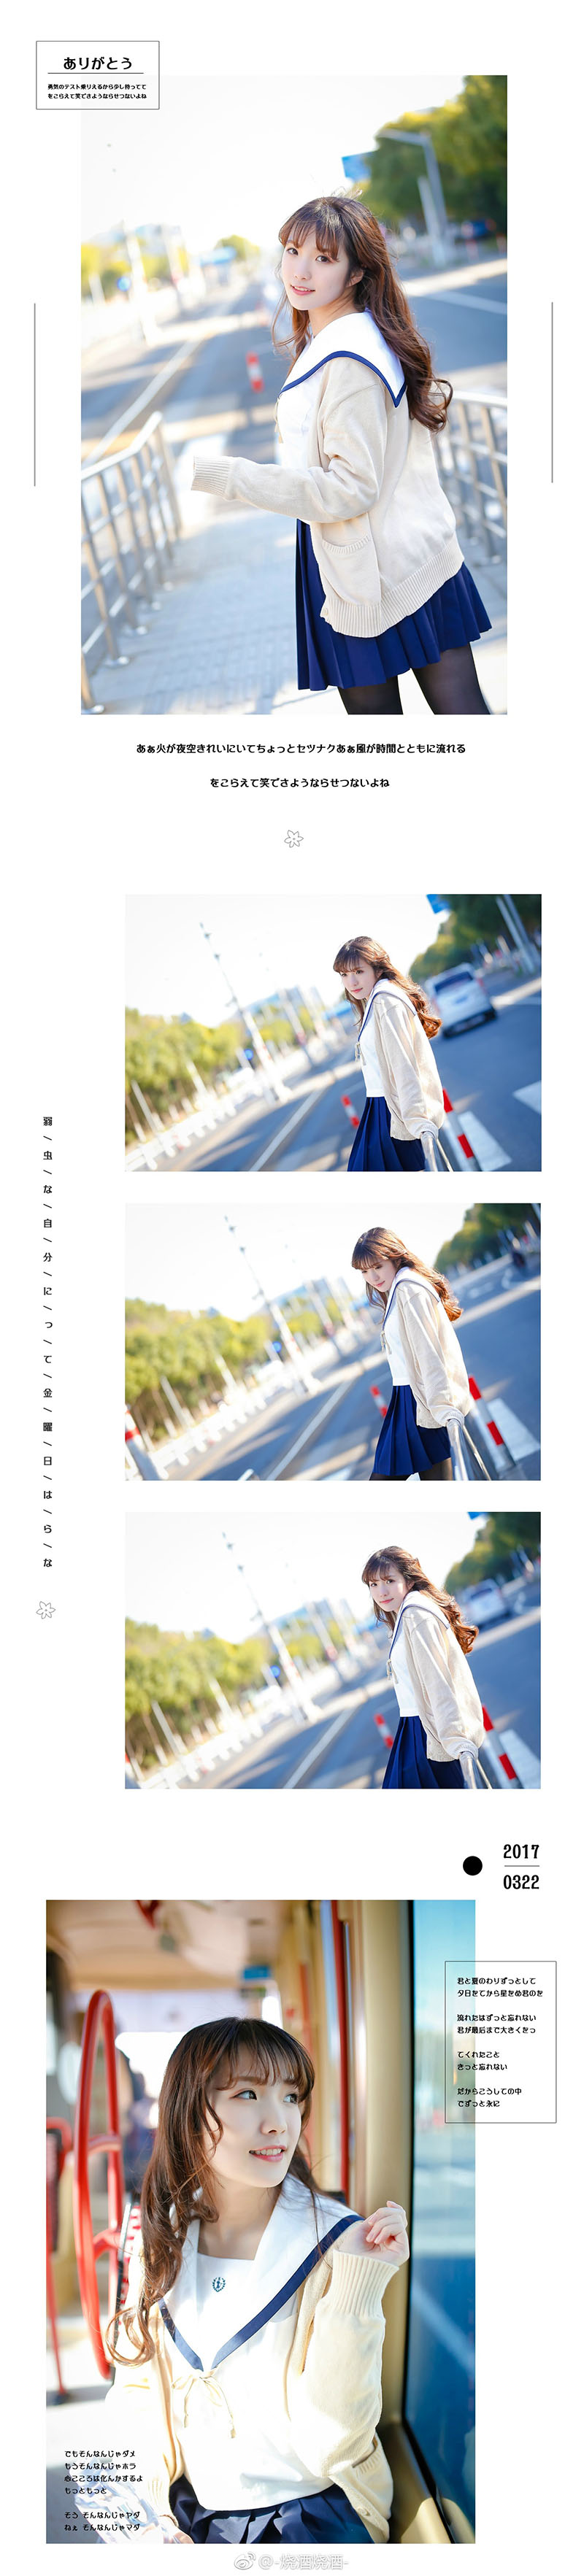 ありがとう
勇気のテスト乗りえるから少し待ってて
をこらえて笑でさようならせつないよね
あぁ火が夜空きれいにいてちょっとセツナクあぁ風が時間とともに流れる
をこらえて笑でさようならせつないよね
虫/な/自/分/に/っ/て/金/曜/日/は/ら/な
2017
0322
君と夏のわりずっとして
夕日をてから星をめ君のを
流れたはずっと忘れない
君が最后まで大きくたっ
てくれたこと
きっと忘れない
だからこうしての中
でずっと永に
でもそんなんじゃダメ
もうそんなんじゃホラ
心こころは化んかするよ
もっともっと
そう そんなんじゃヤダ
ねぇ そんなんじゃマダ
@-烧酒烧酒-